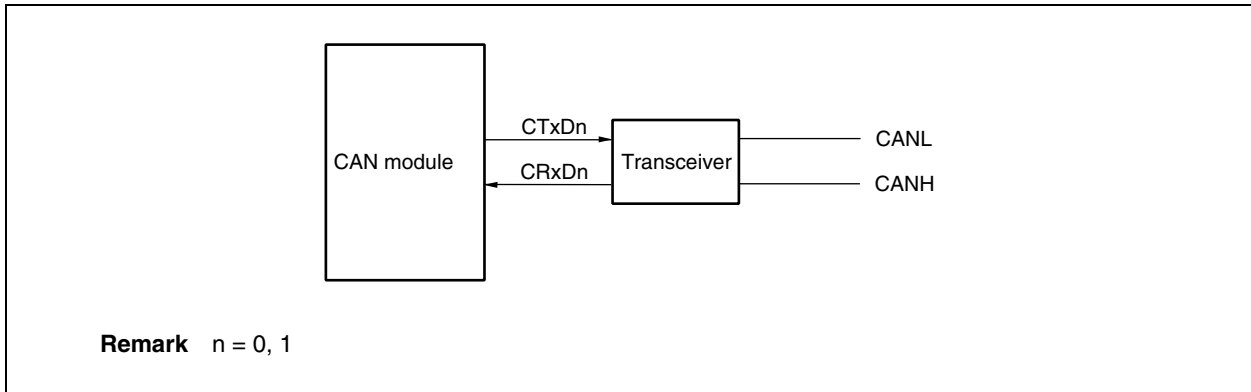 CTxDn
CANL
CAN module
Transceiver
CRxDn
CANH
Remark n = 0, 1